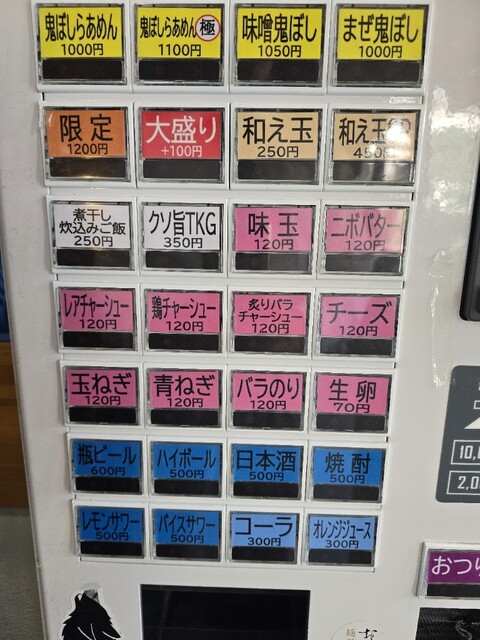 鬼ぼしらあめん
1000円
鬼ぼしらあめん 極
1100円
味噌鬼ぼし
1050円
まぜ鬼ぼし
1000円
限定
1200円
大盛り
+100円
和え玉
250円
和え玉
450円
煮干し
炊込みご飯
250円
クソ旨TKG
350円
味玉
120円
ニボバター
120円
レアチャーシュー
120円
鶏チャーシュー
120円
炙りバラ
チャーシュー
120円
チーズ
120円
玉ねぎ
120円
青ねぎ
120円
バラのり
120円
生卵
70円
瓶ビール
600円
ハイボール
500円
日本酒
500円
焼酎
500円
レモンサワー
500円
バイスサワー
500円
コーラ
300円
オレンジジュース
300円
10,0
2,0
おつり